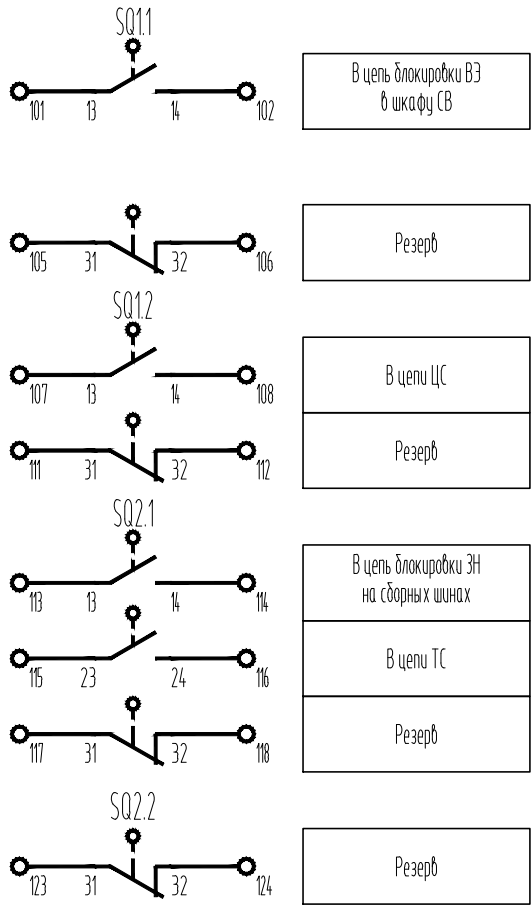 SQ1.1
101 13 14 102
В цепь блокировки ВЭ
в шкафу СВ
105 31 32 106
Резерв
SQ1.2
107 13 14 108
В цепи ЦС
111 31 32 112
Резерв
SQ2.1
113 13 14 114
В цепь блокировки ЗН
на сборных шинах
115 23 24 116
В цепи ТС
117 31 32 118
Резерв
SQ2.2
123 31 32 124
Резерв